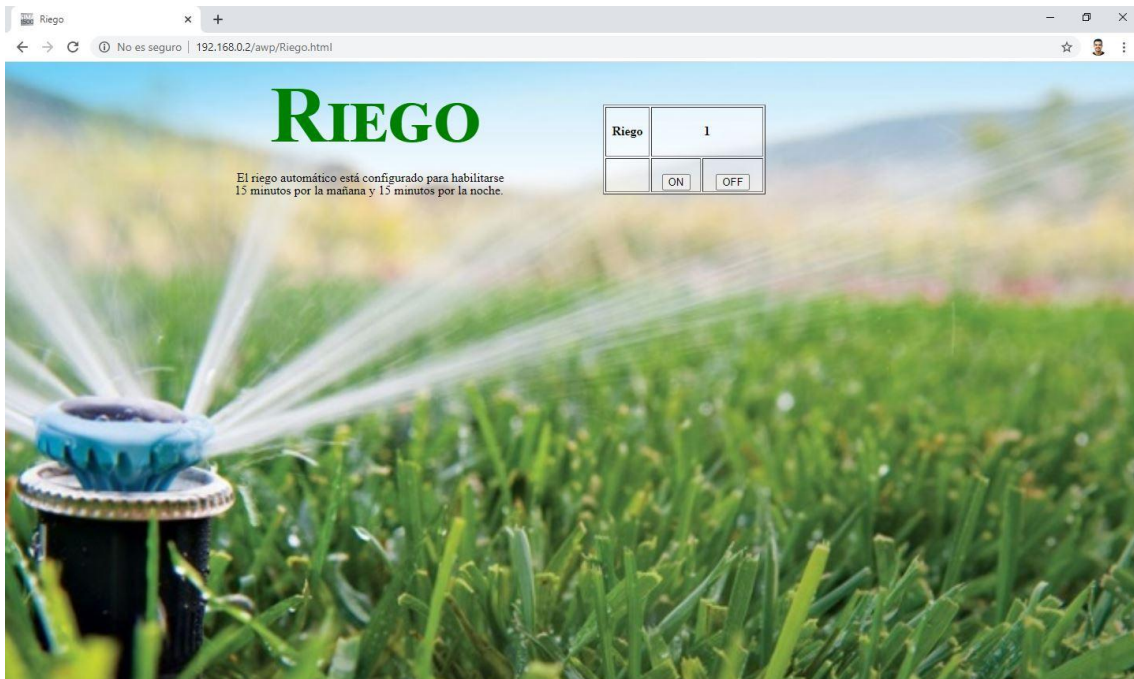 Riego
No es seguro | 192.168.0.2/awp/Riego.html
RIEGO
El riego automático está configurado para habilitarse
15 minutos por la mañana y 15 minutos por la noche.
Riego 1
ON OFF